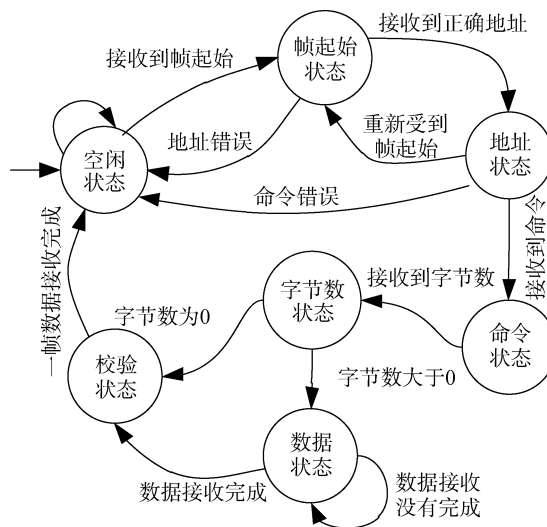 接收到帧起始
帧起始
状态
接收到正确地址
地址错误
重新受到
帧起始
空闲
状态
地址
状态
命令错误
接收到命令
一帧数据接收完成
字节数
状态
接收到字节数
命令
状态
字节数为0
校验
状态
字节数大于0
数据
状态
数据接收完成
数据接收
没有完成